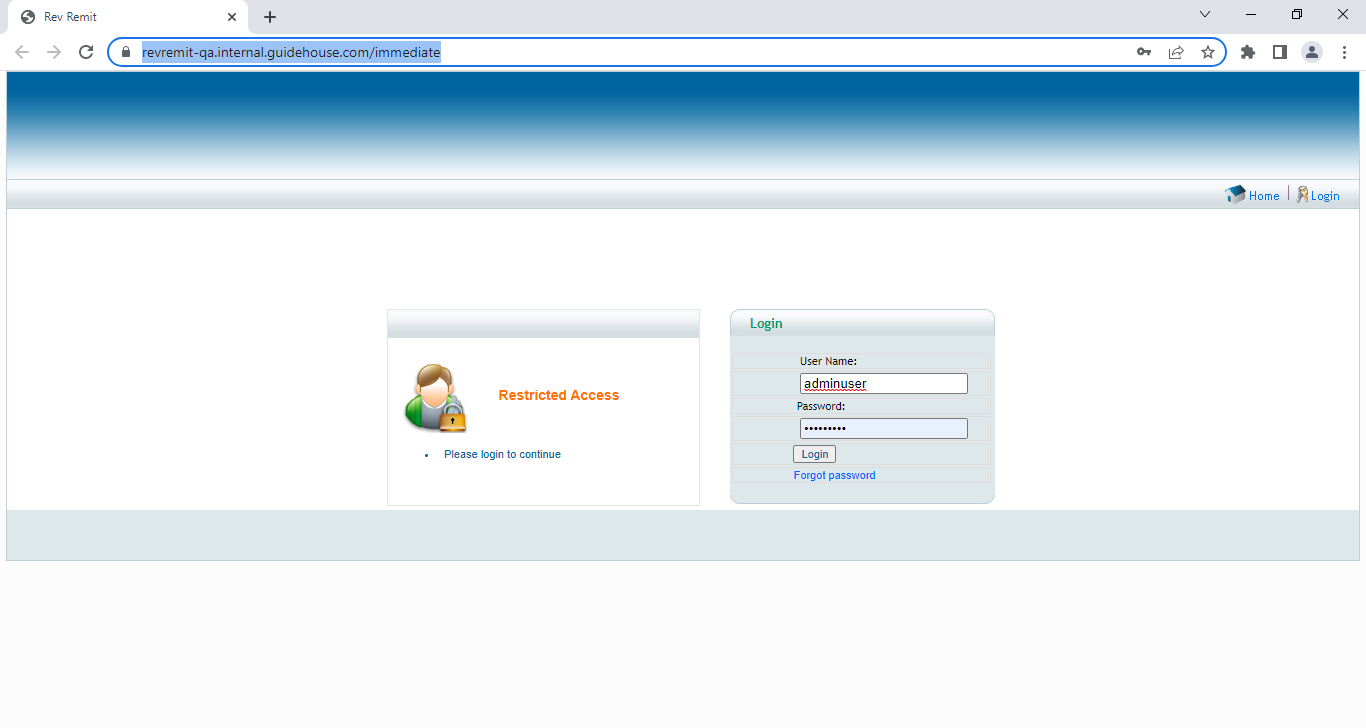 Rev Remit
revremit-qa.internal.guidehouse.com/immediate
Home
Login
Restricted Access
Please login to continue
Login
User Name:
adminuser
Password:
•••••••••
Login
Forgot password